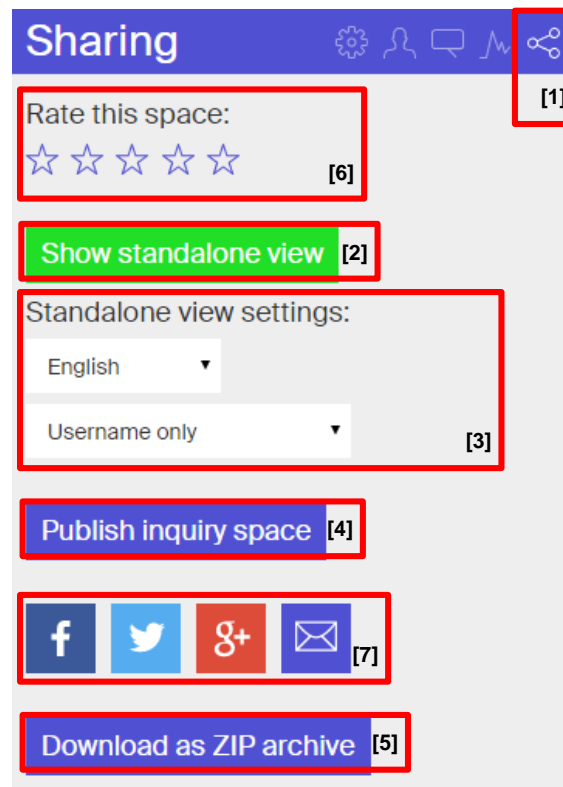 Sharing
[1]
Rate this space:
[6]
Show standalone view [2]
Standalone view settings:
English
Username only
[3]
Publish inquiry space [4]
f g+ [7]
Download as ZIP archive [5]